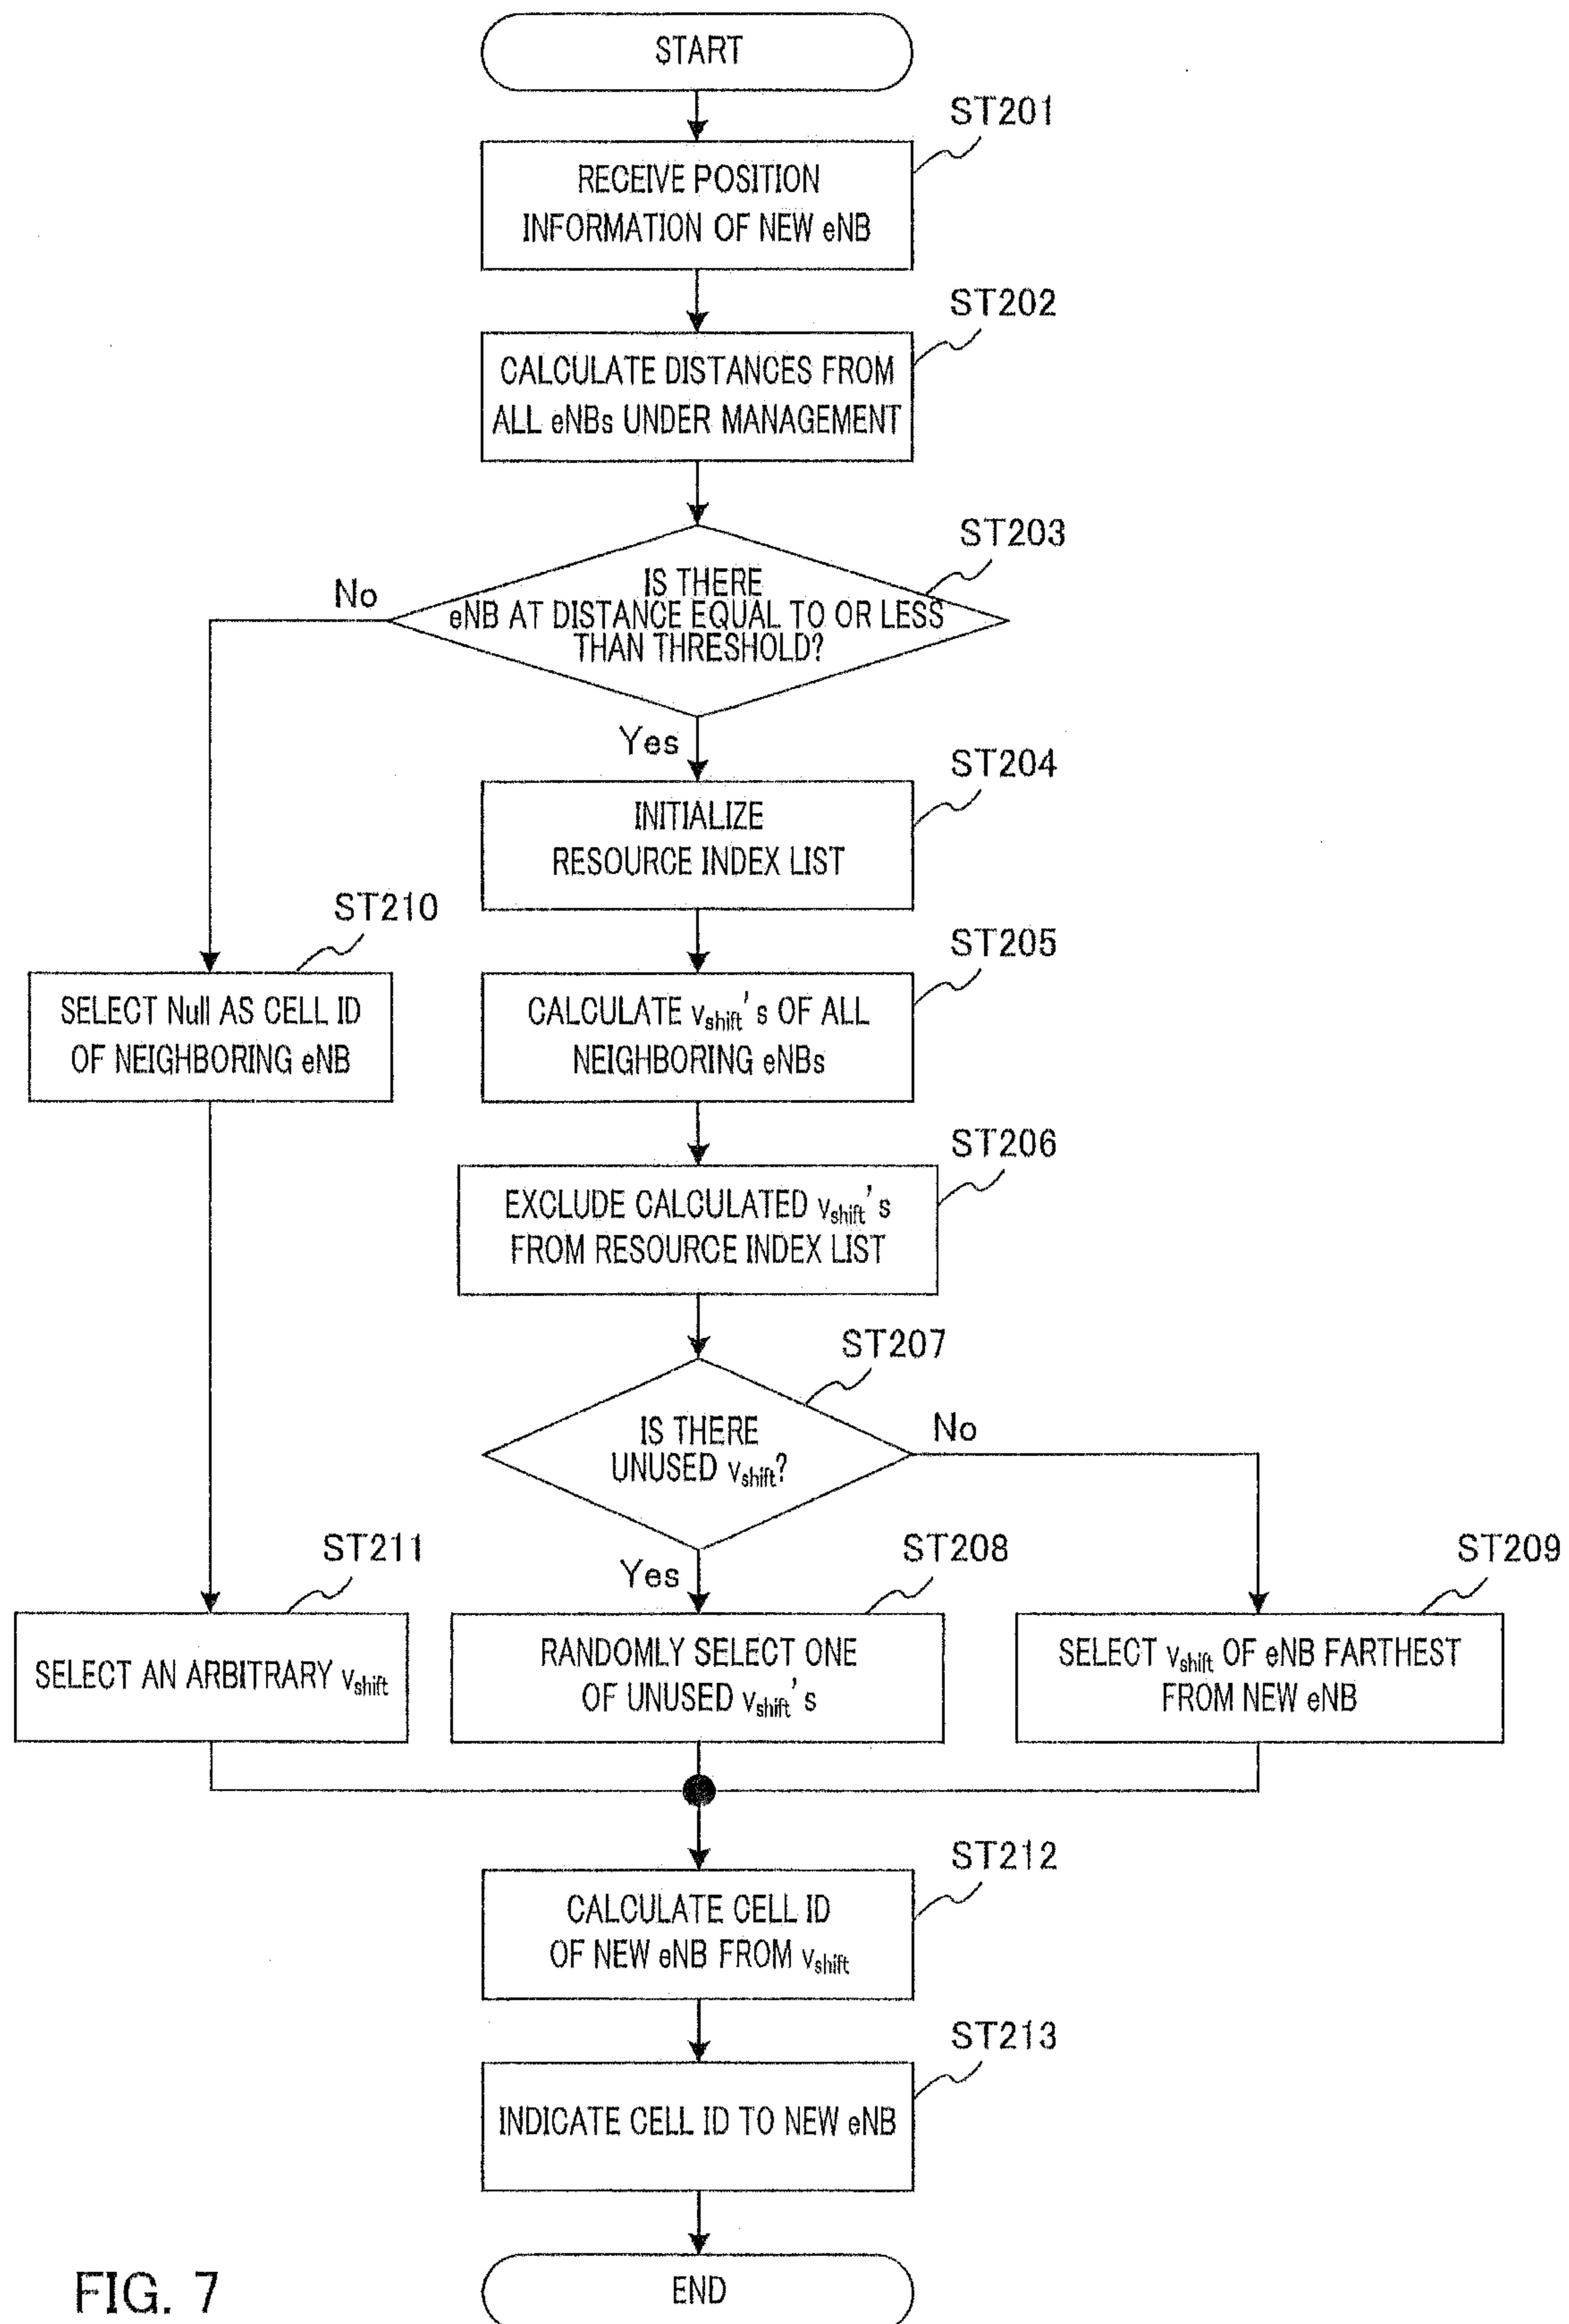 START
ST201
RECEIVE POSITION
INFORMATION OF NEW eNB
ST202
CALCULATE DISTANCES FROM
ALL eNBs UNDER MANAGEMENT
ST203
IS THERE
eNB AT DISTANCE EQUAL TO OR LESS
THAN THRESHOLD?
No
Yes
ST204
INITIALIZE
RESOURCE INDEX LIST
ST210
SELECT Null AS CELL ID
OF NEIGHBORING eNB
ST205
CALCULATE vshift's OF ALL
NEIGHBORING eNBs
ST206
EXCLUDE CALCULATED vshift's
FROM RESOURCE INDEX LIST
ST207
IS THERE
UNUSED vshift?
No
Yes
ST211
SELECT AN ARBITRARY vshift
ST208
RANDOMLY SELECT ONE
OF UNUSED vshift's
ST209
SELECT vshift OF eNB FARTHEST
FROM NEW eNB
ST212
CALCULATE CELL ID
OF NEW eNB FROM vshift
ST213
INDICATE CELL ID TO NEW eNB
END
FIG. 7